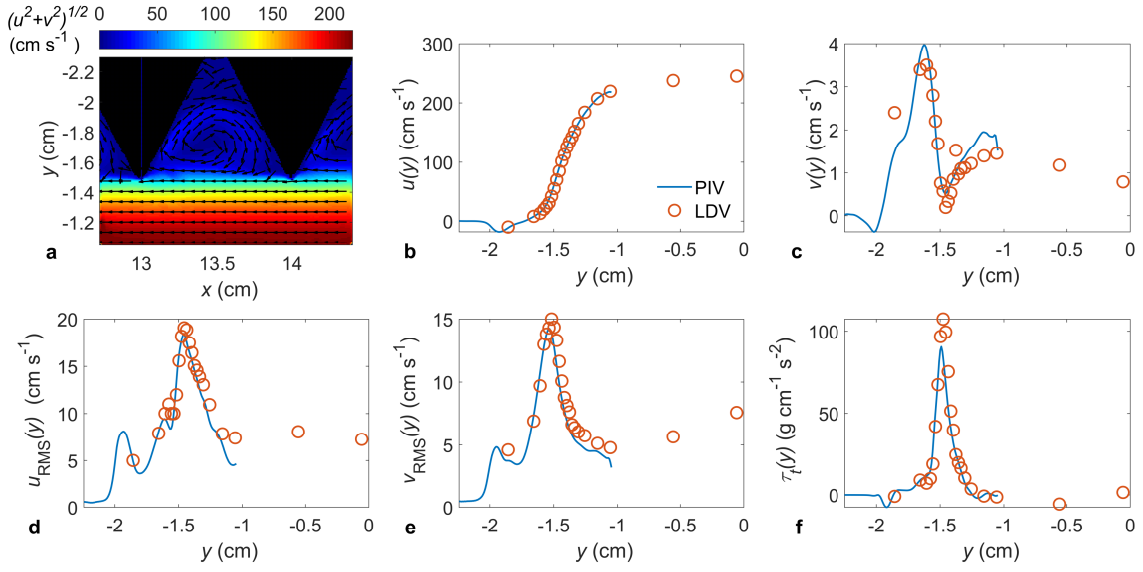 (u²+v²)¹ᐟ² 0 50 100 150 200
(cm s⁻¹ )
-2.2
-2
-1.8
-1.6
-1.4
-1.2
y (cm)
13 13.5 14
x (cm)
a
300
200
100
0
u(y) (cm s⁻¹)
PIV
LDV
-2 -1.5 -1 -0.5 0
y (cm)
b
4
3
2
1
0
v(y) (cm s⁻¹)
-2 -1.5 -1 -0.5 0
y (cm)
c
20
15
10
5
0
u_RMS(y) (cm s⁻¹)
-2 -1.5 -1 -0.5 0
y (cm)
d
15
10
5
0
v_RMS(y) (cm s⁻¹)
-2 -1.5 -1 -0.5 0
y (cm)
e
100
50
0
τ_t(y) (g cm⁻¹ s⁻²)
-2 -1.5 -1 -0.5 0
y (cm)
f